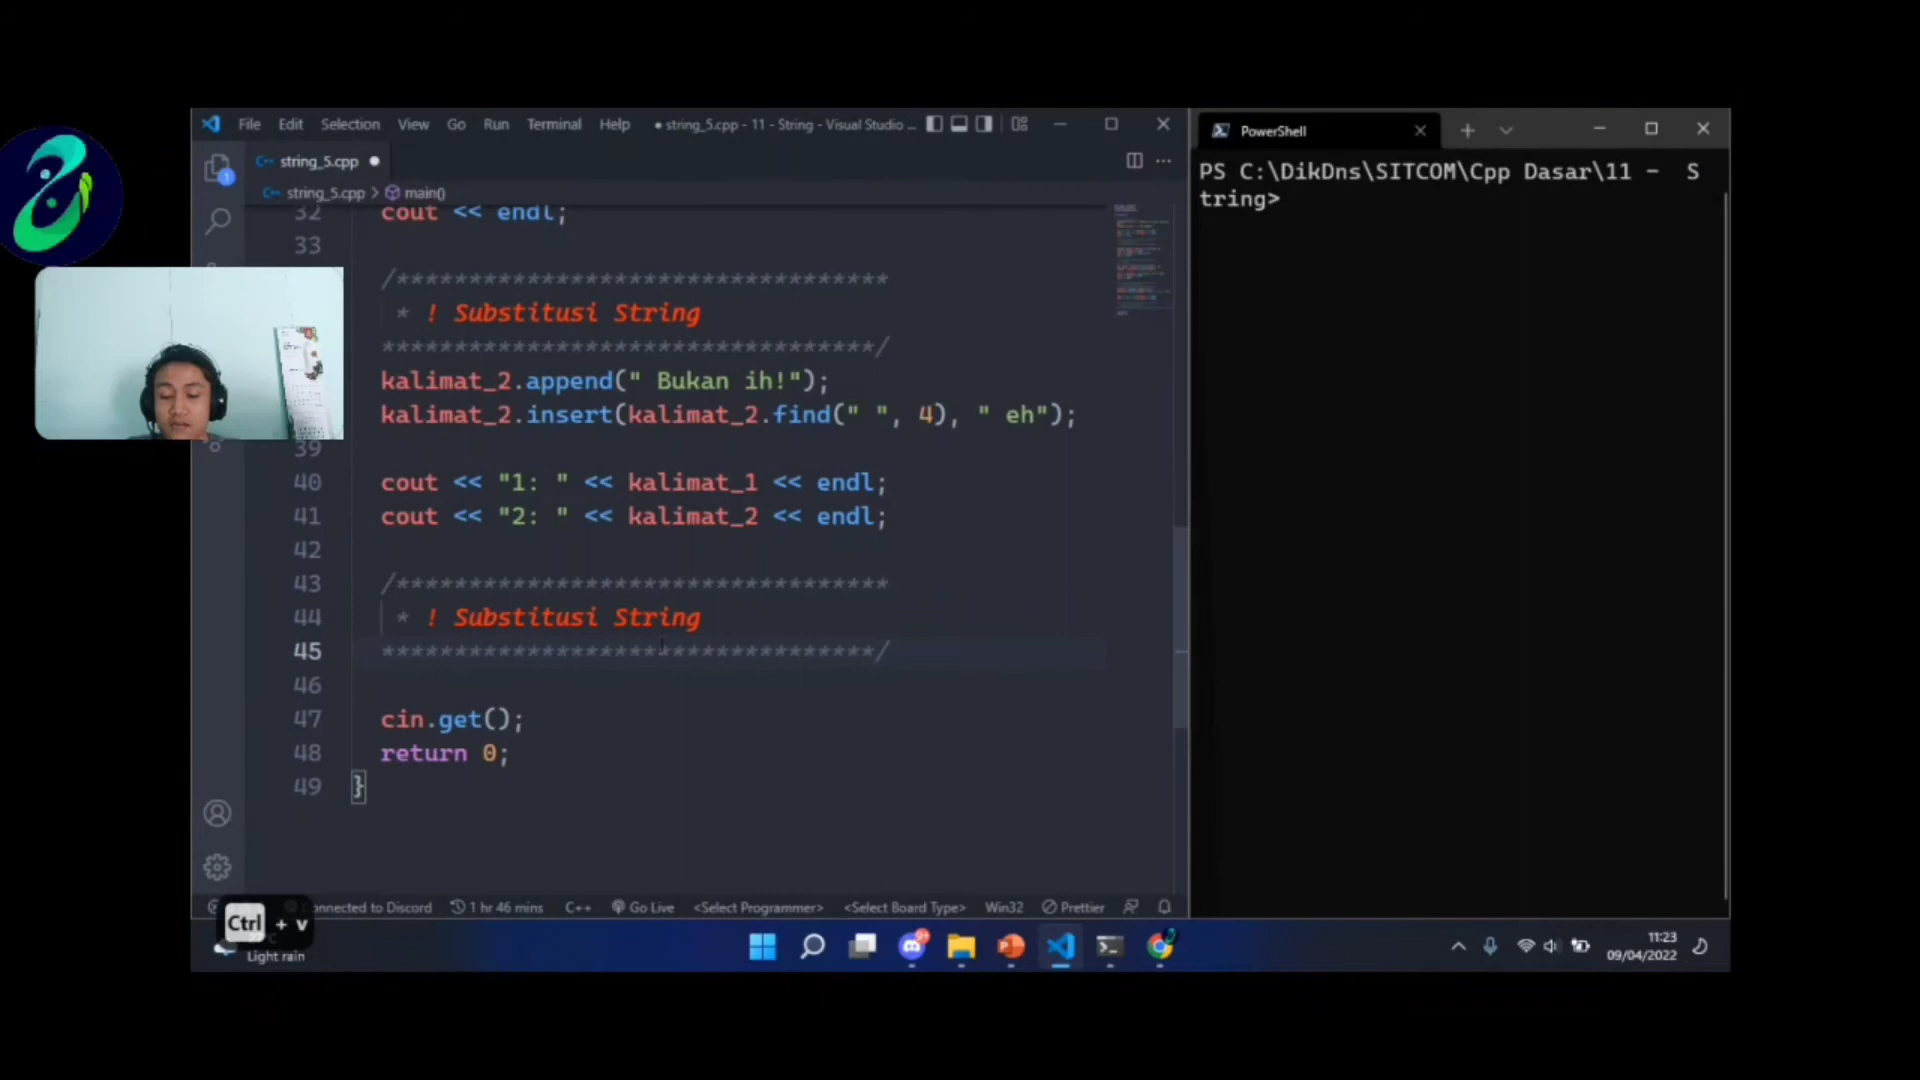 File Edit Selection View Go Run Terminal Help ● string_5.cpp - 11 - String - Visual Studio ...
PowerShell
string_5.cpp ●
string_5.cpp > main()
PS C:\DikDns\SITCOM\Cpp Dasar\11 - S
tring>
32 cout << endl;
33
/**********************************
* ! Substitusi String
**********************************/
kalimat_2.append(" Bukan ih!");
kalimat_2.insert(kalimat_2.find(" ", 4), " eh");
39
40 cout << "1: " << kalimat_1 << endl;
41 cout << "2: " << kalimat_2 << endl;
42
43 /**********************************
44 * ! Substitusi String
45 **********************************/
46
47 cin.get();
48 return 0;
49 }
Ctrl + v
onnected to Discord 1 hr 46 mins C++ Go Live <Select Programmer> <Select Board Type> Win32 Prettier
Light rain
9+
11:23
09/04/2022